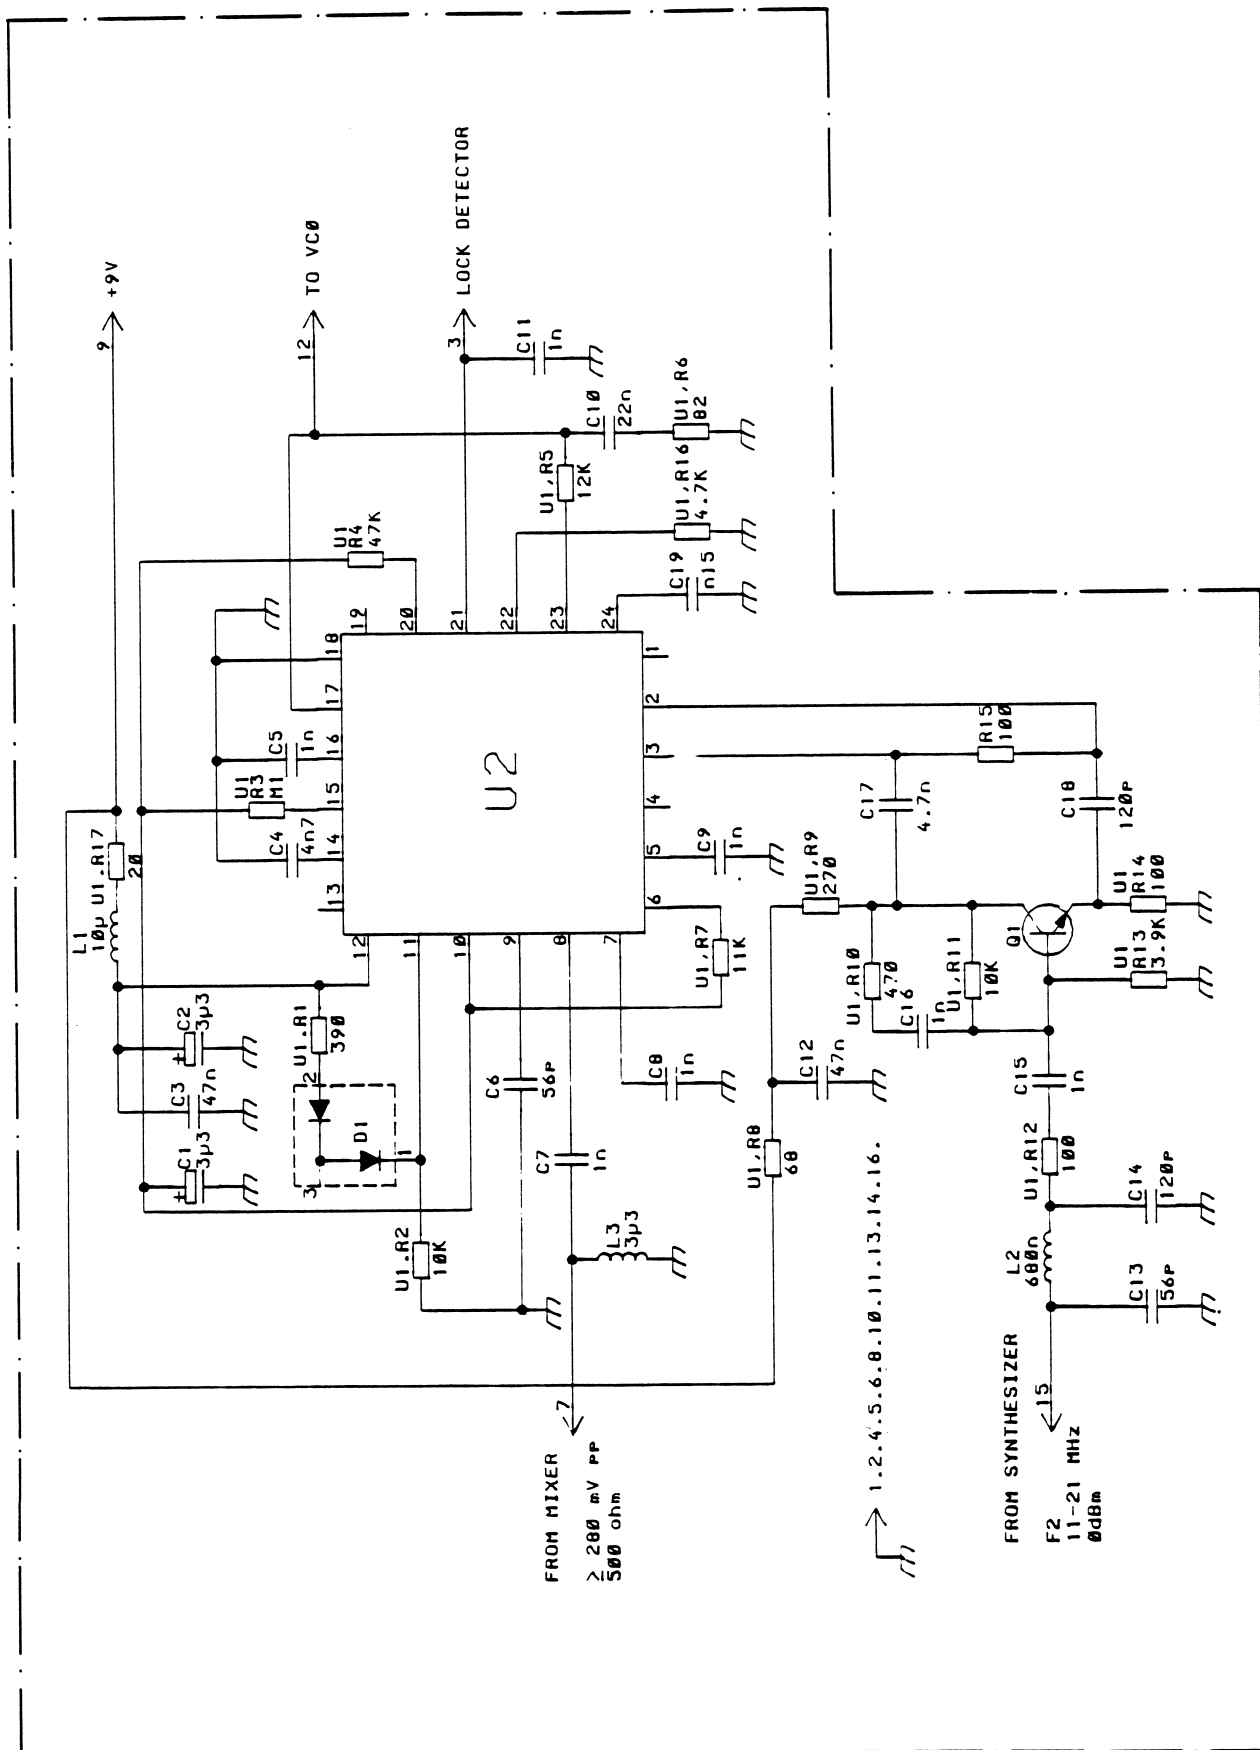 9
+9V
12
TO VCØ
3
LOCK DETECTOR
C11
1n
C10
22n
U1,R6
82
U1,R5
12K
U1,R16
4.7K
C19
n15
U1
R4
47K
19
20
21
22
23
24
18
17
16
15
14
13
1
2
3
4
5
6
12
11
10
9
8
7
U2
C5
1n
U1
R3
M1
C4
4n7
U1.R17
20
L1
10µ
C2
+
3µ3
C3
47n
C1
+
3µ3
U1.R1
390
2
D1
3
1
U1.R2
10K
C6
56P
C7
1n
L3
3µ3
C8
1n
U1,R7
11K
C9
1n
R15
100
C17
4.7n
C18
120P
U1,R9
270
U1,R10
470
U1,R11
10K
C16
1n
Q1
U1
R14
100
U1
R13
3.9K
C12
47n
C15
1n
U1,R8
68
U1,R12
100
C14
120P
L2
680n
C13
56P
7
FROM MIXER
≥ 280 mV PP
500 ohm
1.2.4.5.6.8.10.11.13.14.16.
15
FROM SYNTHESIZER
F2
11-21 MHz
0dBm